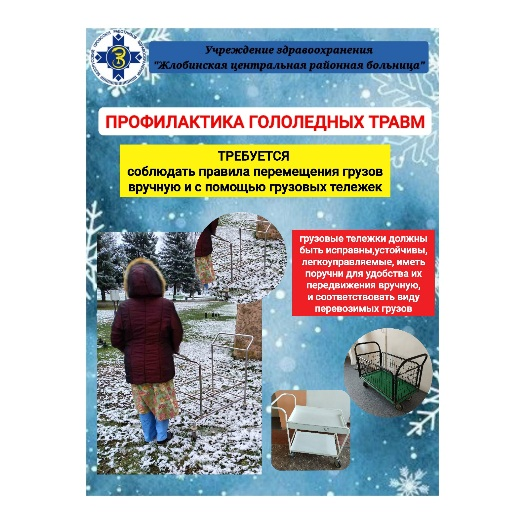 Учреждение здравоохранения
"Жлобинская центральная районная больница"
ПРОФИЛАКТИКА ГОЛОЛЕДНЫХ ТРАВМ
ТРЕБУЕТСЯ
соблюдать правила перемещения грузов
вручную и с помощью грузовых тележек
грузовые тележки должны
быть исправны,устойчивы,
легкоуправляемые, иметь
поручни для удобства их
передвижения вручную,
и соответствовать виду
перевозимых грузов